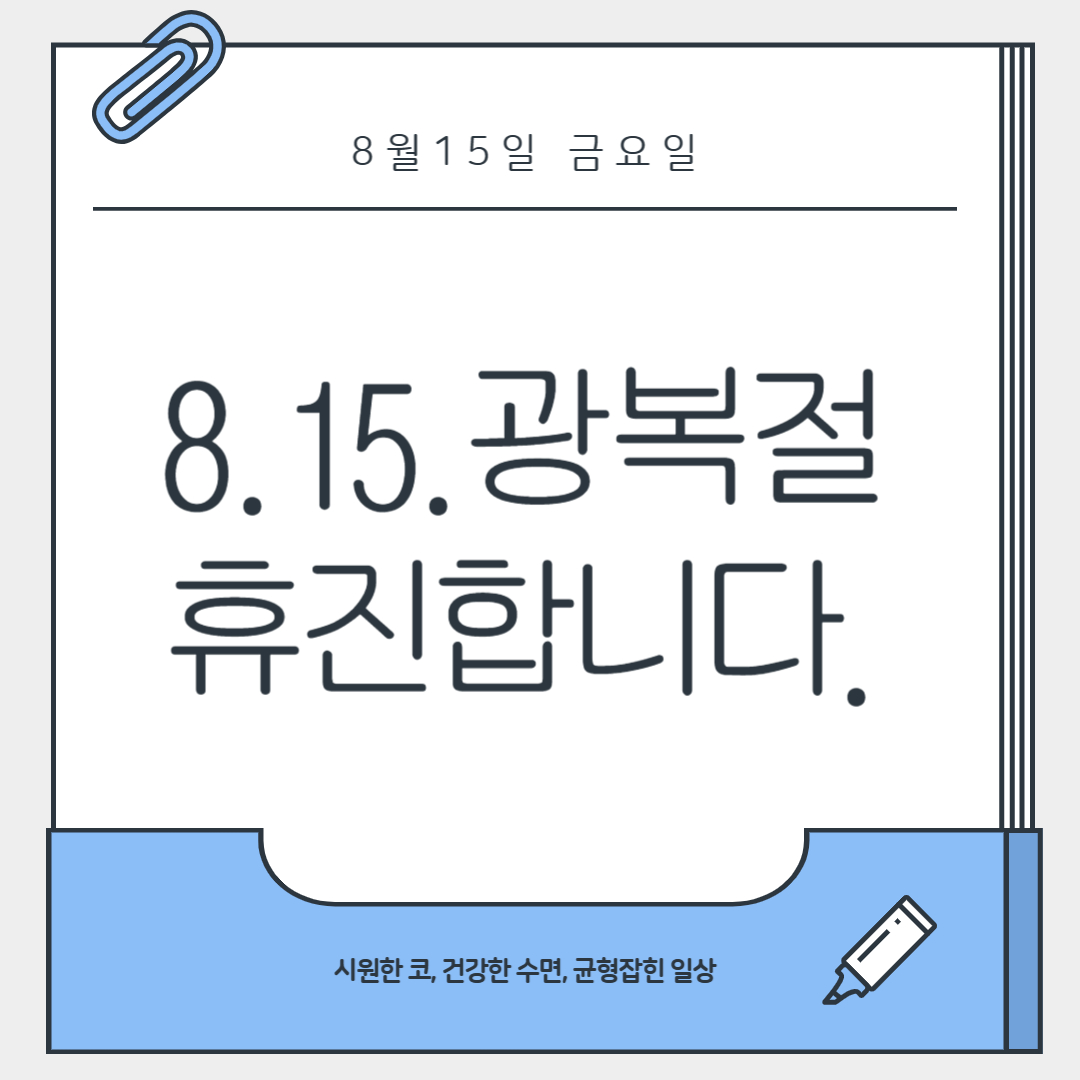 8월15일 금요일
8. 15. 광복절
휴진합니다.
시원한 코, 건강한 수면, 균형잡힌 일상